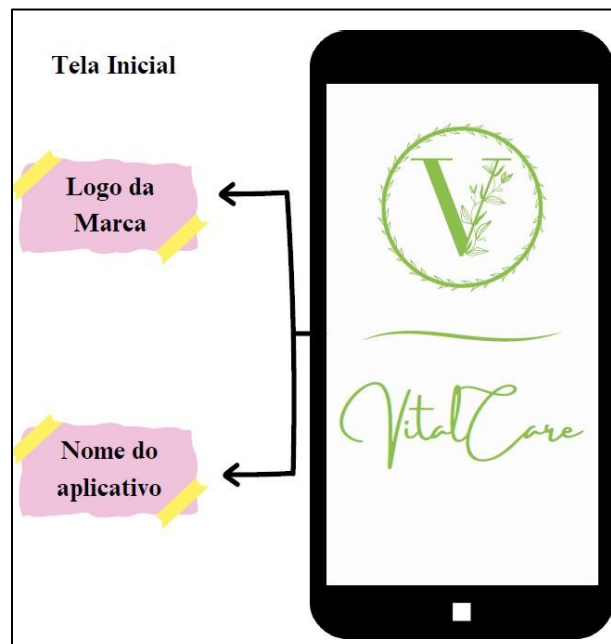 Tela Inicial
Logo da
Marca
V
VitalCare
Nome do
aplicativo